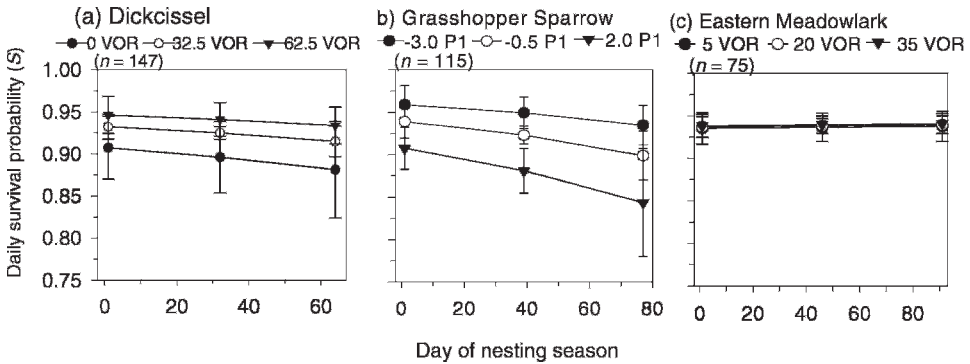 (a) Dickcissel
0 VOR 32.5 VOR 62.5 VOR
(n = 147)
b) Grasshopper Sparrow
-3.0 P1 -0.5 P1 2.0 P1
(n = 115)
(c) Eastern Meadowlark
5 VOR 20 VOR 35 VOR
(n = 75)
Daily survival probability (S)
1.00
0.95
0.90
0.85
0.80
0.75
0 20 40 60
0 20 40 60 80
0 20 40 60 80
Day of nesting season